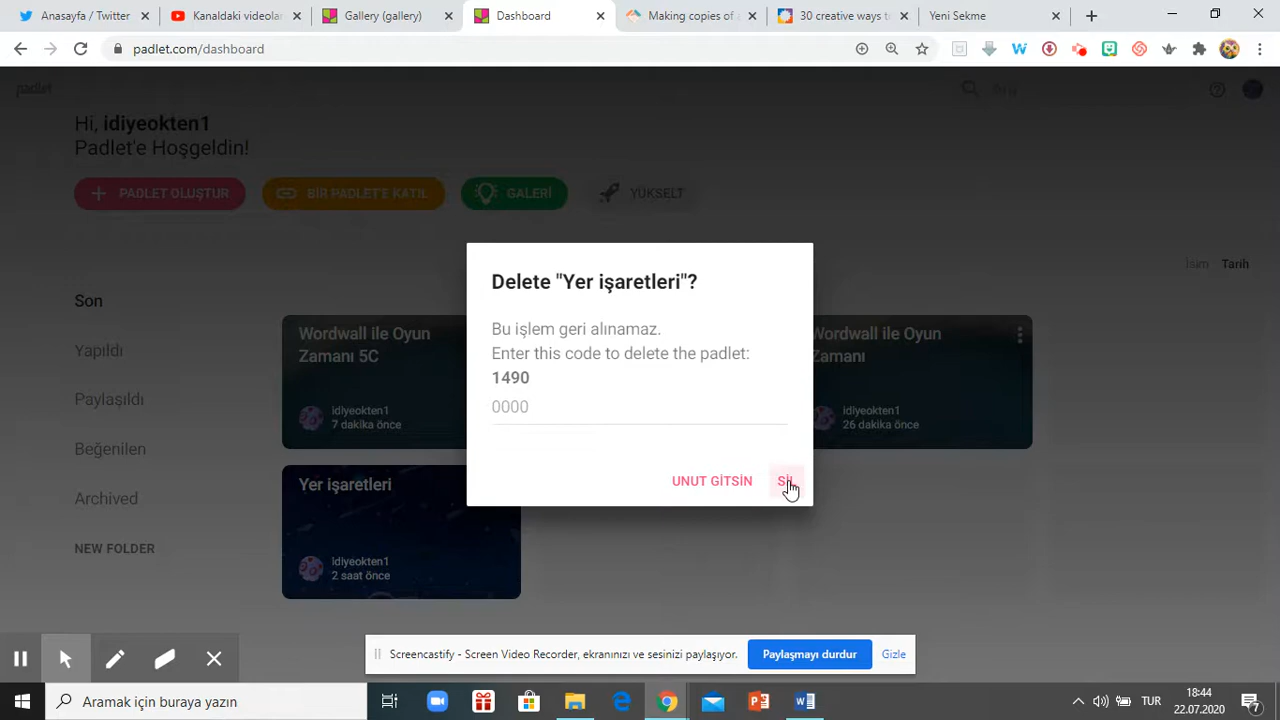 Anasayfa / Twitter
Kanaldaki videolar
Gallery (gallery)
Dashboard
Making copies of a
30 creative ways to
Yeni Sekme
padlet.com/dashboard
padlet
Hi, idiyeokten1
Padlet'e Hoşgeldin!
PADLET OLUŞTUR
BİR PADLET'E KATIL
GALERİ
YÜKSELT
İsim
Tarih
Son
Yapıldı
Paylaşıldı
Beğenilen
Archived
NEW FOLDER
Wordwall ile Oyun
Zamanı 5C
idiyeokten1
7 dakika önce
Wordwall ile Oyun
Zamanı
idiyeokten1
26 dakika önce
Yer işaretleri
idiyeokten1
2 saat önce
Delete "Yer işaretleri"?
Bu işlem geri alınamaz.
Enter this code to delete the padlet:
1490
0000
UNUT GITSIN
SİL
Screencastify - Screen Video Recorder, ekranınızı ve sesinizi paylaşıyor.
Paylaşmayı durdur
Gizle
Aramak için buraya yazın
TUR
18:44
22.07.2020
7